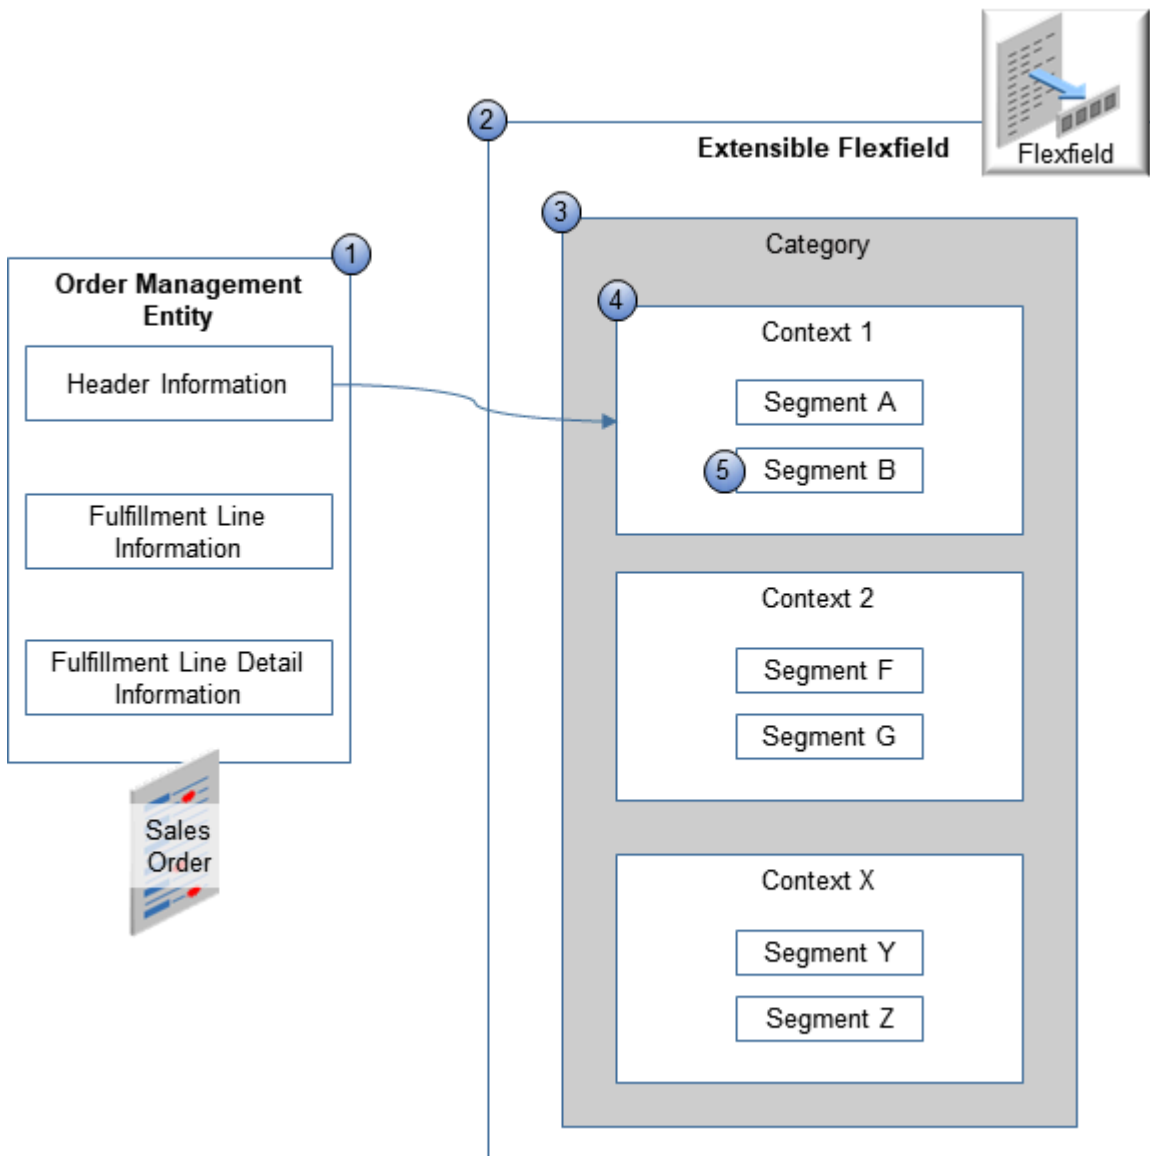 Flexfield
2
Extensible Flexfield
3
Category
1
Order Management
Entity
Header Information
Fulfillment Line
Information
Fulfillment Line Detail
Information
Sales
Order
4
Context 1
Segment A
5
Segment B
Context 2
Segment F
Segment G
Context X
Segment Y
Segment Z